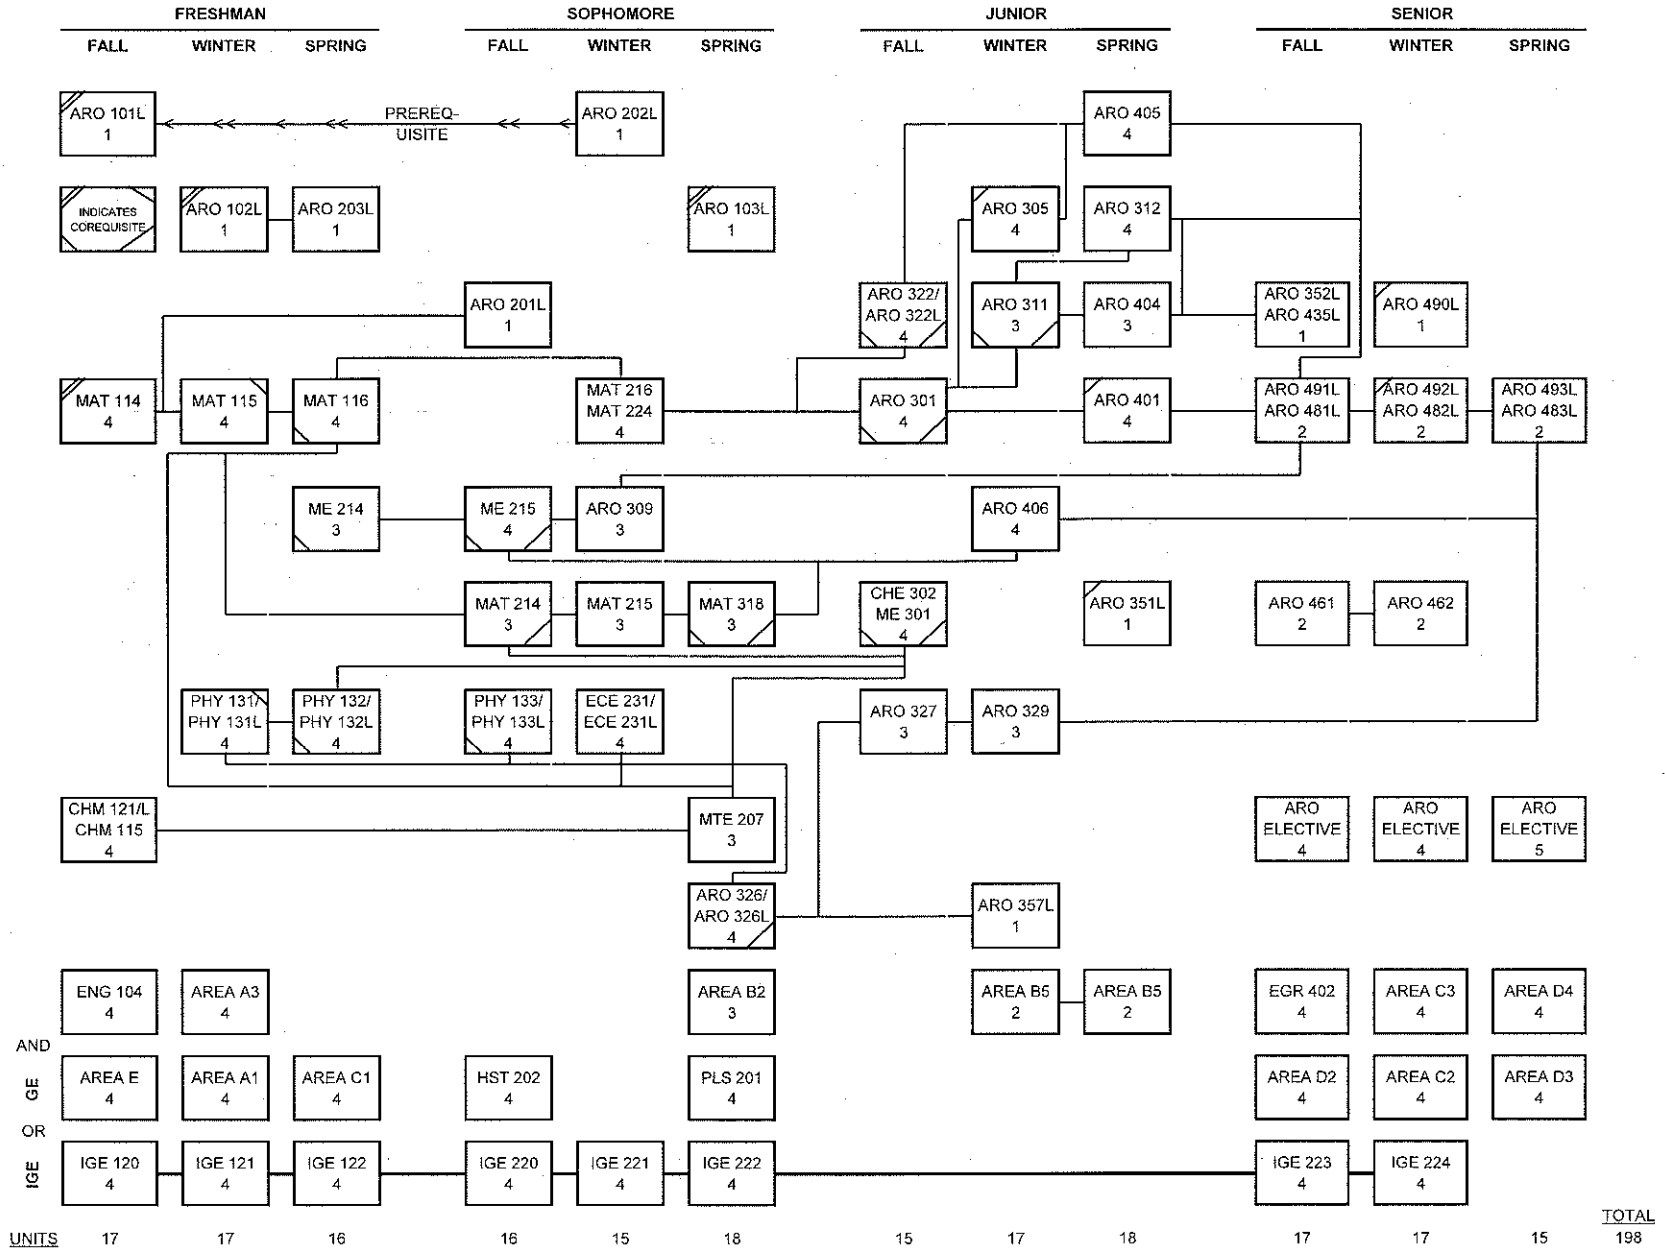 FRESHMAN SOPHOMORE JUNIOR SENIOR
FALL WINTER SPRING FALL WINTER SPRING FALL WINTER SPRING FALL WINTER SPRING
ARO 101L
1
PREREQ-
UISITE
ARO 202L
1
ARO 405
4
INDICATES
COREQUISITE
ARO 102L
1
ARO 203L
1
ARO 103L
1
ARO 305
4
ARO 312
4
ARO 201L
1
ARO 322/
ARO 322L
4
ARO 311
3
ARO 404
3
ARO 352L
ARO 435L
1
ARO 490L
1
MAT 114
4
MAT 115
4
MAT 116
4
MAT 216
MAT 224
4
ARO 301
4
ARO 401
4
ARO 491L
ARO 481L
2
ARO 492L
ARO 482L
2
ARO 493L
ARO 483L
2
ME 214
3
ME 215
4
ARO 309
3
ARO 406
4
MAT 214
3
MAT 215
3
MAT 318
3
CHE 302
ME 301
4
ARO 351L
1
ARO 461
2
ARO 462
2
PHY 131/
PHY 131L
4
PHY 132/
PHY 132L
4
PHY 133/
PHY 133L
4
ECE 231/
ECE 231L
4
ARO 327
3
ARO 329
3
CHM 121/L
CHM 115
4
MTE 207
3
ARO
ELECTIVE
4
ARO
ELECTIVE
4
ARO
ELECTIVE
5
ARO 326/
ARO 326L
4
ARO 357L
1
ENG 104
4
AREA A3
4
AREA B2
3
AREA B5
2
AREA B5
2
EGR 402
4
AREA C3
4
AREA D4
4
AND
GE
AREA E
4
AREA A1
4
AREA C1
4
HST 202
4
PLS 201
4
AREA D2
4
AREA C2
4
AREA D3
4
OR
IGE
IGE 120
4
IGE 121
4
IGE 122
4
IGE 220
4
IGE 221
4
IGE 222
4
IGE 223
4
IGE 224
4
TOTAL
UNITS 17 17 16 16 15 18 15 17 18 17 17 15 198